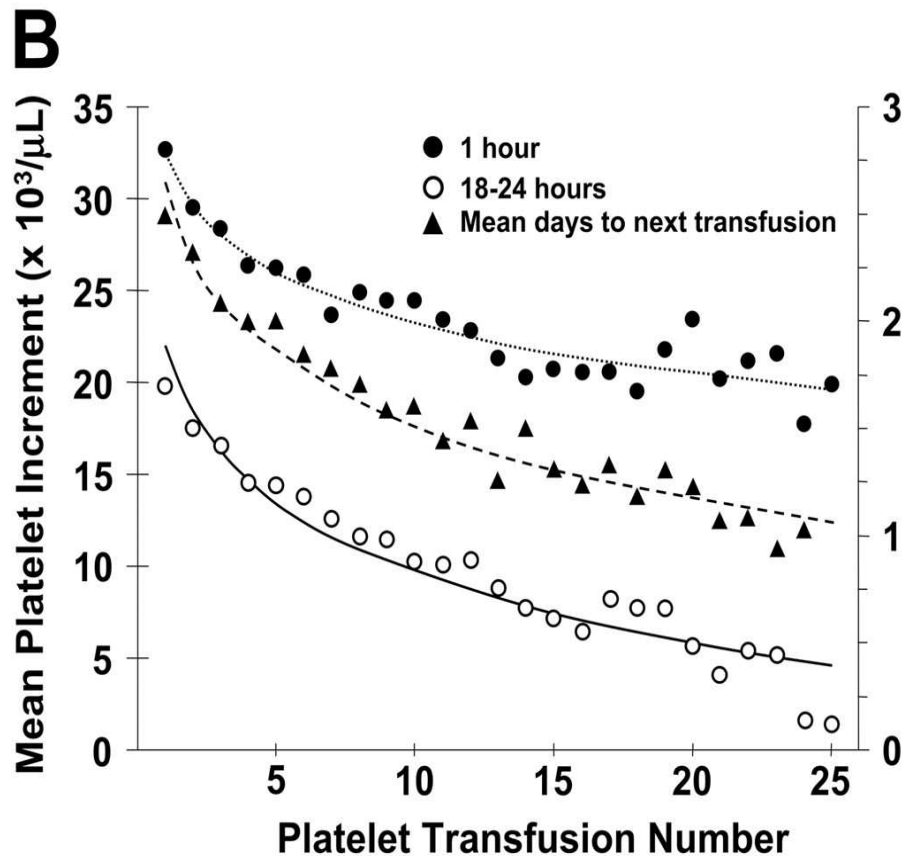 B
Mean Platelet Increment (x 10³/μL)
35
30
25
20
15
10
5
0
1 hour
18-24 hours
Mean days to next transfusion
3
2
1
0
5
10
15
20
25
Platelet Transfusion Number